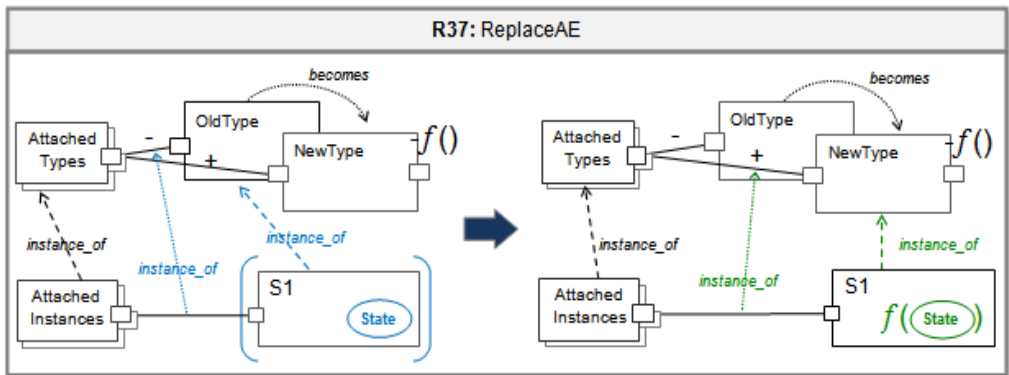 R37: ReplaceAE
becomes
OldType
-
Attached
Types
+
NewType
-f()
instance_of
instance_of
instance_of
Attached
Instances
S1
State
becomes
OldType
-
Attached
Types
+
NewType
-f()
instance_of
instance_of
instance_of
Attached
Instances
S1
f(State)